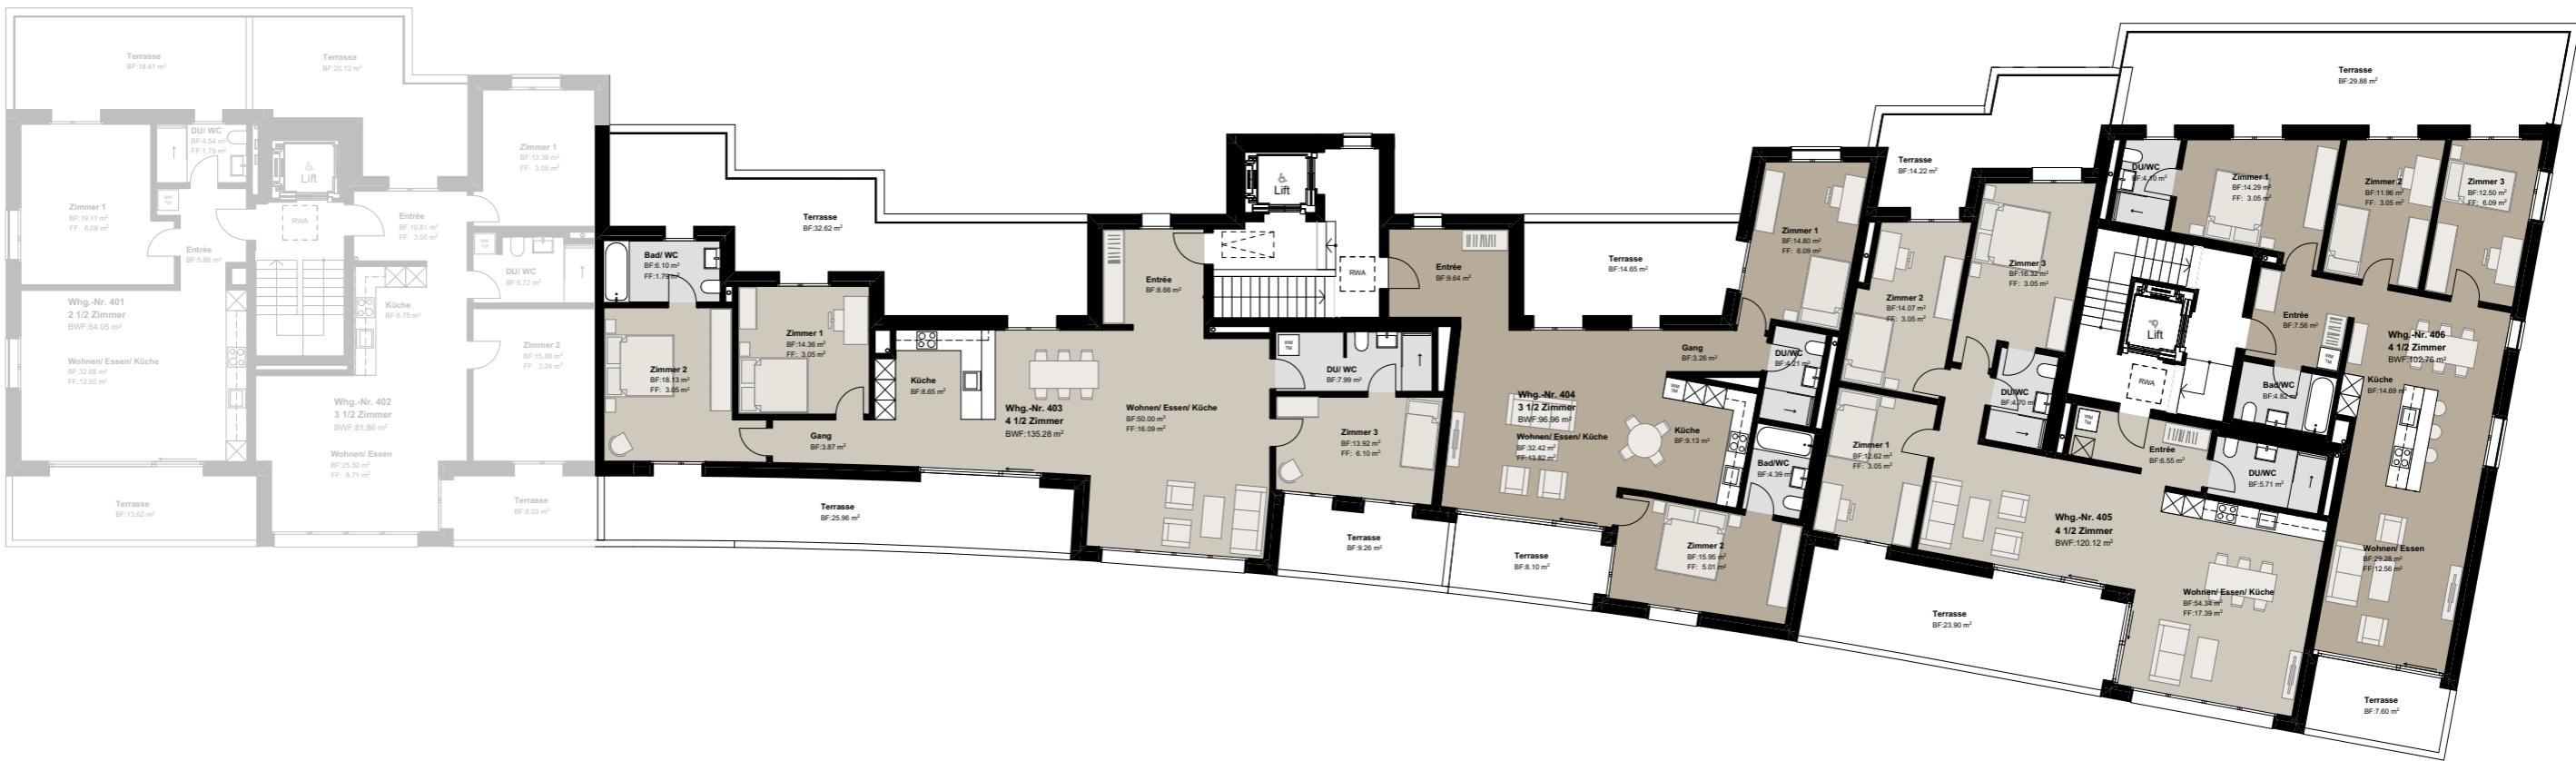 Terrasse
BF:18.41 m²
Terrasse
BF:20.12 m²
DU/ WC
BF:4.54 m²
FF:1.79 m²
Lift
RWA
WM
TM
Zimmer 1
BF:19.11 m²
FF: 6.09 m²
Entrée
BF:5.86 m²
Whg.-Nr. 401
2 1/2 Zimmer
BWF:64.05 m²
Wohnen/ Essen/ Küche
BF:32.88 m²
FF:12.50 m²
Terrasse
BF:13.62 m²
Zimmer 1
BF:13.38 m²
FF: 3.05 m²
Entrée
BF:10.81 m²
FF: 3.05 m²
WM
TM
DU/ WC
BF:6.72 m²
Küche
BF:6.75 m²
Zimmer 2
BF:15.88 m²
FF: 3.04 m²
Whg.-Nr. 402
3 1/2 Zimmer
BWF:81.86 m²
Wohnen/ Essen
BF:25.52 m²
FF: 8.71 m²
Terrasse
BF:8.03 m²
Terrasse
BF:32.62 m²
Bad/ WC
BF:6.10 m²
FF:1.79 m²
Zimmer 2
BF:18.13 m²
FF: 3.05 m²
Zimmer 1
BF:14.36 m²
FF: 3.05 m²
Küche
BF:8.65 m²
Gang
BF:3.87 m²
Whg.-Nr. 403
4 1/2 Zimmer
BWF:135.28 m²
Entrée
BF:8.66 m²
Wohnen/ Essen/ Küche
BF:50.00 m²
FF:16.09 m²
WM
TM
DU/ WC
BF:7.99 m²
Zimmer 3
BF:13.92 m²
FF: 6.10 m²
Terrasse
BF:25.96 m²
Terrasse
BF:9.26 m²
Lift
RWA
Entrée
BF:9.64 m²
Terrasse
BF:14.65 m²
Zimmer 1
BF:14.80 m²
FF: 6.09 m²
Gang
BF:3.26 m²
DU/WC
BF:4.21 m²
WM
TM
Whg.-Nr. 404
3 1/2 Zimmer
BWF:96.96 m²
Wohnen/ Essen/ Küche
BF:32.42 m²
FF:13.82 m²
Küche
BF:9.13 m²
Bad/WC
BF:4.39 m²
Zimmer 2
BF:15.95 m²
FF: 5.01 m²
Terrasse
BF:8.10 m²
Terrasse
BF:14.22 m²
Zimmer 2
BF:14.07 m²
FF: 3.05 m²
Zimmer 3
BF:16.32 m²
FF: 3.05 m²
DU/WC
BF:4.70 m²
Zimmer 1
BF:12.62 m²
FF: 3.05 m²
WM
TM
Entrée
BF:6.55 m²
DU/WC
BF:5.71 m²
Whg.-Nr. 405
4 1/2 Zimmer
BWF:120.12 m²
Wohnen/ Essen/ Küche
BF:54.34 m²
FF:17.39 m²
Terrasse
BF:23.90 m²
Terrasse
BF:29.88 m²
DU/WC
BF:4.10 m²
Zimmer 1
BF:14.29 m²
FF: 3.05 m²
Zimmer 2
BF:11.96 m²
FF: 3.05 m²
Zimmer 3
BF:12.50 m²
FF: 6.09 m²
Lift
RWA
Entrée
BF:7.56 m²
WM
TM
Whg.-Nr. 406
4 1/2 Zimmer
BWF:102.76 m²
Bad/WC
BF:4.82 m²
Küche
BF:14.69 m²
Wohnen/ Essen
BF:29.28 m²
FF:12.56 m²
Terrasse
BF:7.60 m²